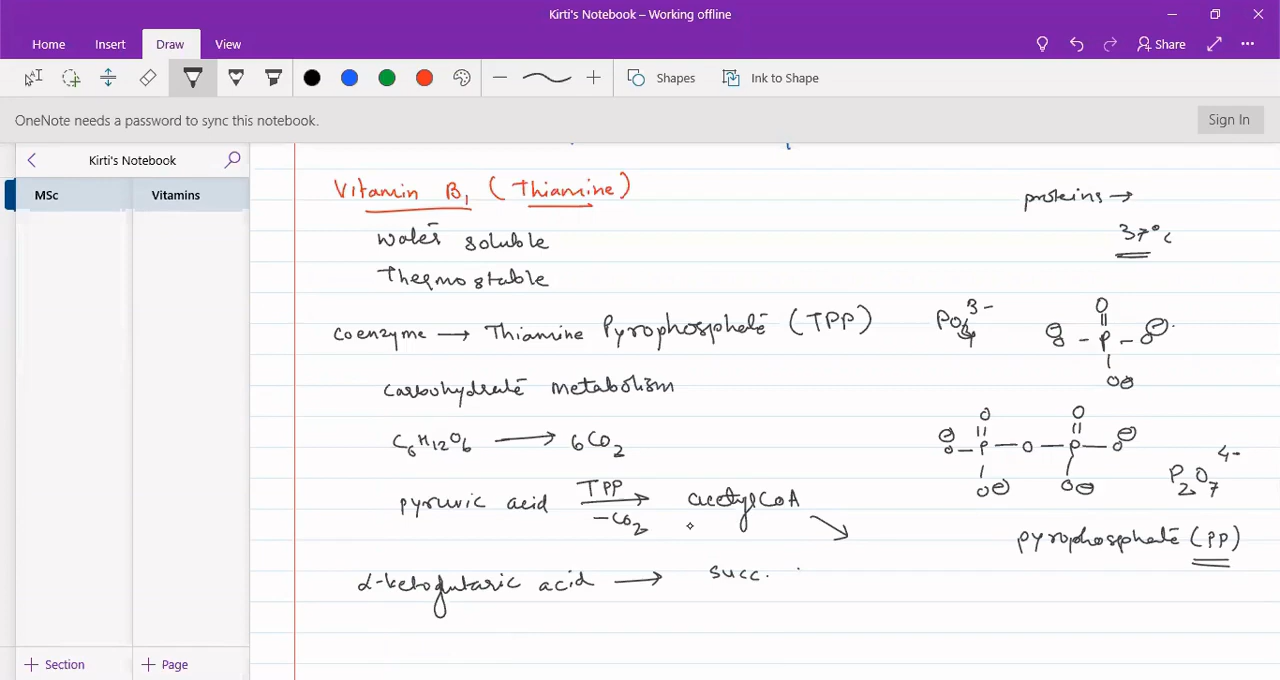 Kirti's Notebook – Working offline
Home Insert Draw View
Share
Shapes Ink to Shape
OneNote needs a password to sync this notebook.
Sign In
Kirti's Notebook
MSc
Vitamins
Section
Page
Vitamin B1 (Thiamine)
Water soluble
Thermostable
coenzyme → Thiamine Pyrophosphate (TPP)
carbohydrate metabolism
C6H12O6 → 6CO2
pyruvic acid TPP → -CO2 acetylCoA
α-ketogutaric acid → succ.
proteins →
37°c
PO4 3-
O
||
⊖O - P - O⊖
|
O⊖
O O
|| ||
⊖O - P - O - P - O⊖
| |
O⊖ O⊖
P2O7 4-
pyrophosphate (PP)